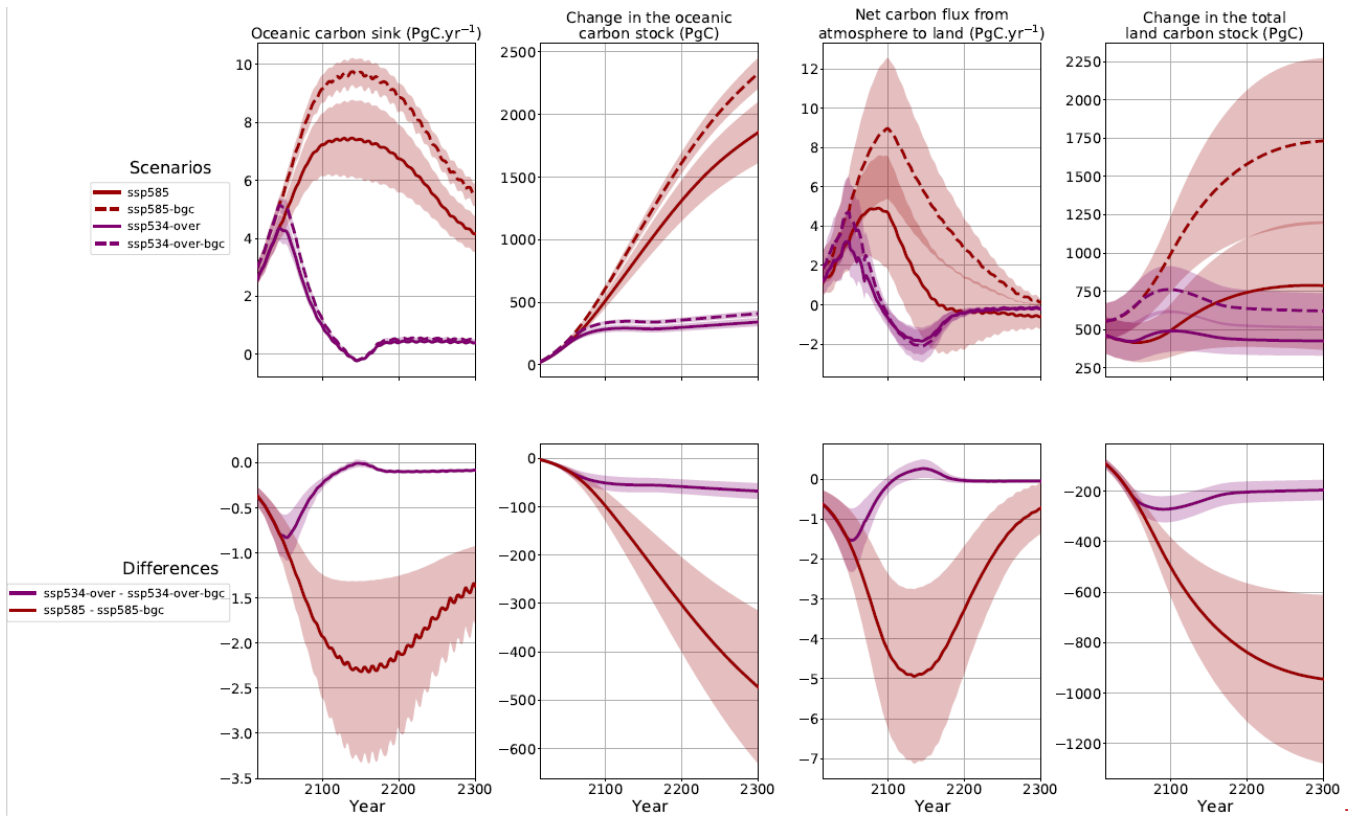 Oceanic carbon sink (PgC.yr⁻¹)
Change in the oceanic
carbon stock (PgC)
Net carbon flux from
atmosphere to land (PgC.yr⁻¹)
Change in the total
land carbon stock (PgC)
Scenarios
ssp585
ssp585-bgc
ssp534-over
ssp534-over-bgc
10
8
6
4
2
0
2500
2000
1500
1000
500
0
12
10
8
6
4
2
0
−2
2250
2000
1750
1500
1250
1000
750
500
250
Differences
ssp534-over - ssp534-over-bgc
ssp585 - ssp585-bgc
0.0
−0.5
−1.0
−1.5
−2.0
−2.5
−3.0
−3.5
2100 2200 2300
Year
0
−100
−200
−300
−400
−500
−600
2100 2200 2300
Year
0
−1
−2
−3
−4
−5
−6
−7
2100 2200 2300
Year
−200
−400
−600
−800
−1000
−1200
2100 2200 2300
Year